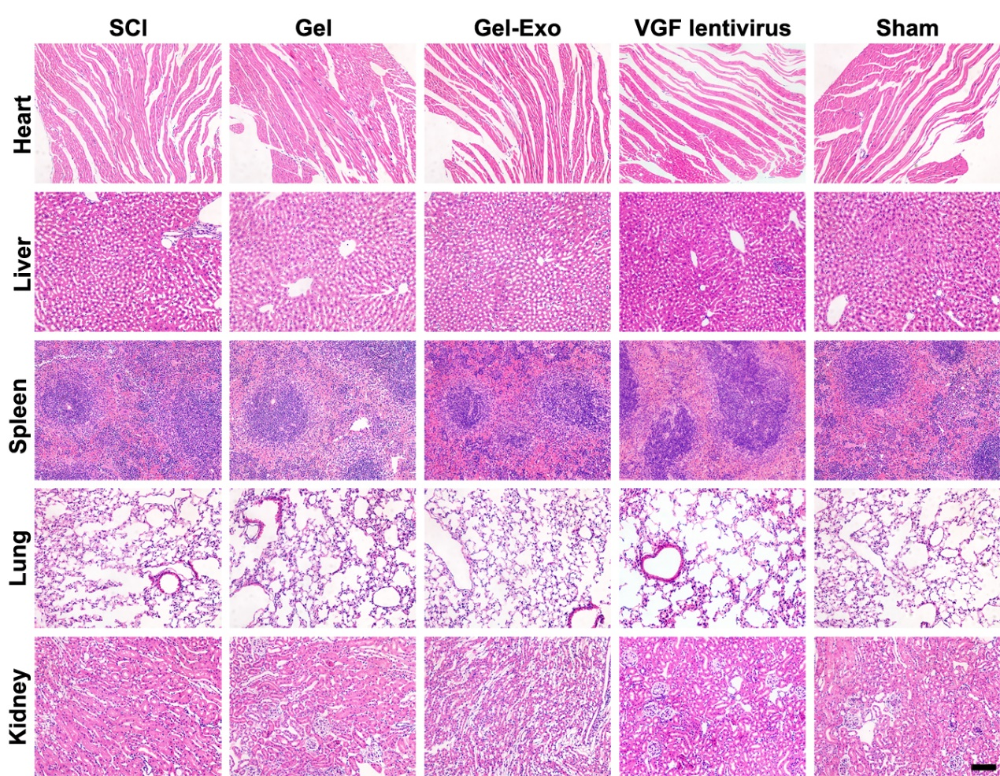 SCI Gel Gel-Exo VGF lentivirus Sham
Heart
Liver
Spleen
Lung
Kidney